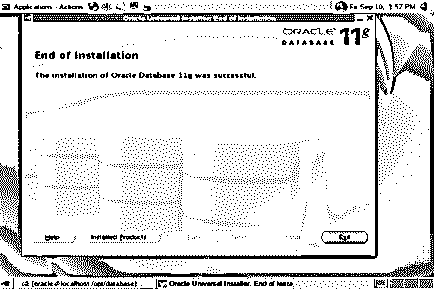 Applications Actions Fri Sep 10, 1:57 PM
Oracle Universal Installer: End of Installation
ORACLE 11g
DATABASE
End of Installation
The installation of Oracle Database 11g was successful.
Help Installed Products Exit
[oracle@localhost:/opt/database] Oracle Universal Installer: End of Insta